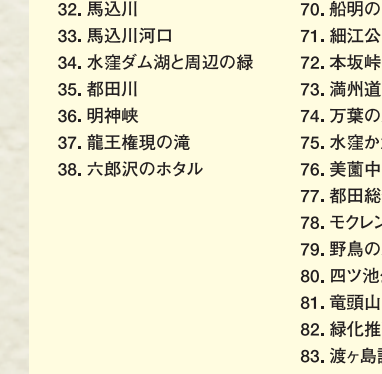 32. 馬込川
33. 馬込川河口
34. 水窪ダム湖と周辺の緑
35. 都田川
36. 明神峡
37. 龍王権現の滝
38. 六郎沢のホタル
70. 船明の
71. 細江公
72. 本坂峠
73. 満州道
74. 万葉の
75. 水窪か
76. 美薗中
77. 都田総
78. モクレン
79. 野鳥の
80. 四ツ池
81. 竜頭山
82. 緑化推
83. 渡ヶ島